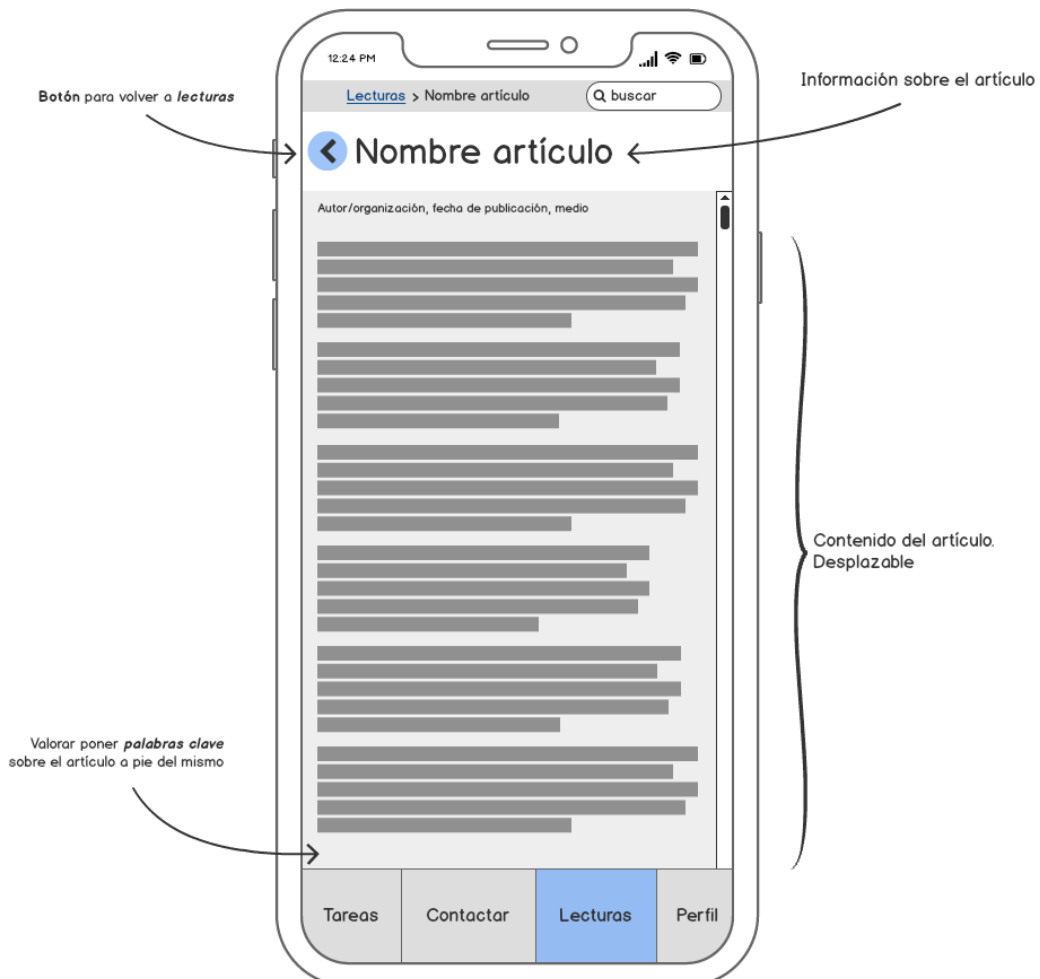 12:24 PM
Lecturas > Nombre artículo
buscar
Botón para volver a lecturas
Información sobre el artículo
Nombre artículo
Autor/organización, fecha de publicación, medio
Contenido del artículo.
Desplazable
Valorar poner palabras clave
sobre el artículo a pie del mismo
Tareas
Contactar
Lecturas
Perfil